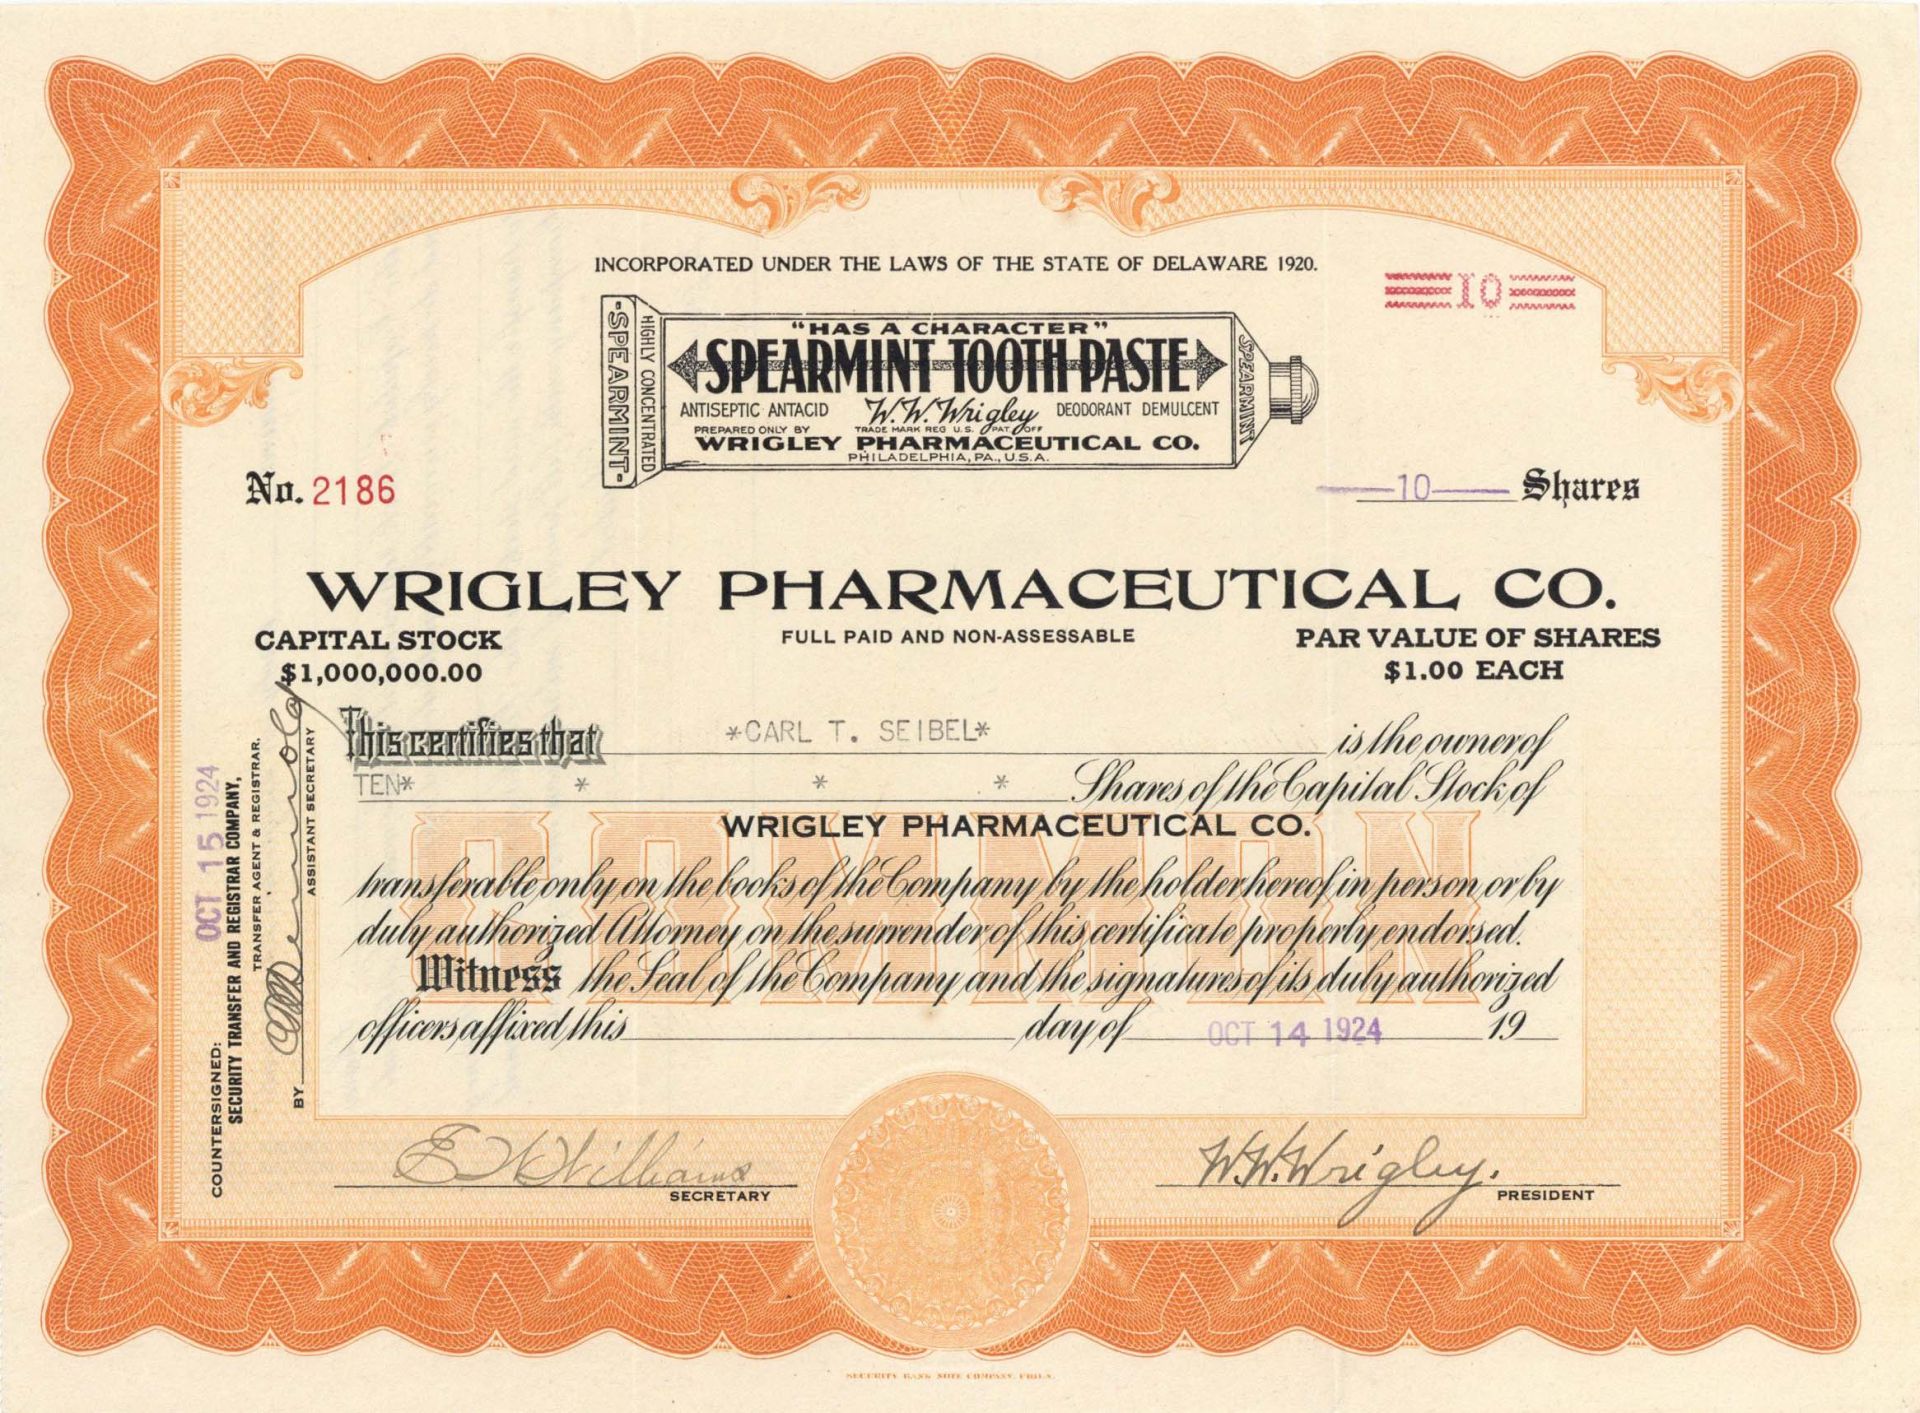 INCORPORATED UNDER THE LAWS OF THE STATE OF DELAWARE 1920.
10
-SPEARMINT-
HIGHLY CONCENTRATED
"HAS A CHARACTER"
SPEARMINT TOOTH PASTE
ANTISEPTIC ANTACID W.W. Wrigley DEODORANT DEMULCENT
PREPARED ONLY BY TRADE MARK REG U.S. PAT. OFF
WRIGLEY PHARMACEUTICAL CO.
PHILADELPHIA, PA., U.S.A.
SPEARMINT
No. 2186
10 Shares
WRIGLEY PHARMACEUTICAL CO.
CAPITAL STOCK
$1,000,000.00
FULL PAID AND NON-ASSESSABLE
PAR VALUE OF SHARES
$1.00 EACH
This certifies that *CARL T. SEIBEL* is the owner of
TEN* * * * Shares of the Capital Stock of
WRIGLEY PHARMACEUTICAL CO.
transferable only on the books of the Company by the holder hereof in person or by
duly authorized Attorney on the surrender of this certificate properly endorsed.
Witness the Seal of the Company and the signatures of its duly authorized
officers affixed this day of OCT 14 1924 19
COMMON
OCT 15 1924
COUNTERSIGNED:
SECURITY TRANSFER AND REGISTRAR COMPANY,
TRANSFER AGENT & REGISTRAR.
BY
ASSISTANT SECRETARY
E W Williams
SECRETARY
W.W. Wrigley.
PRESIDENT
SECURITY BANK NOTE COMPANY. PHILA.